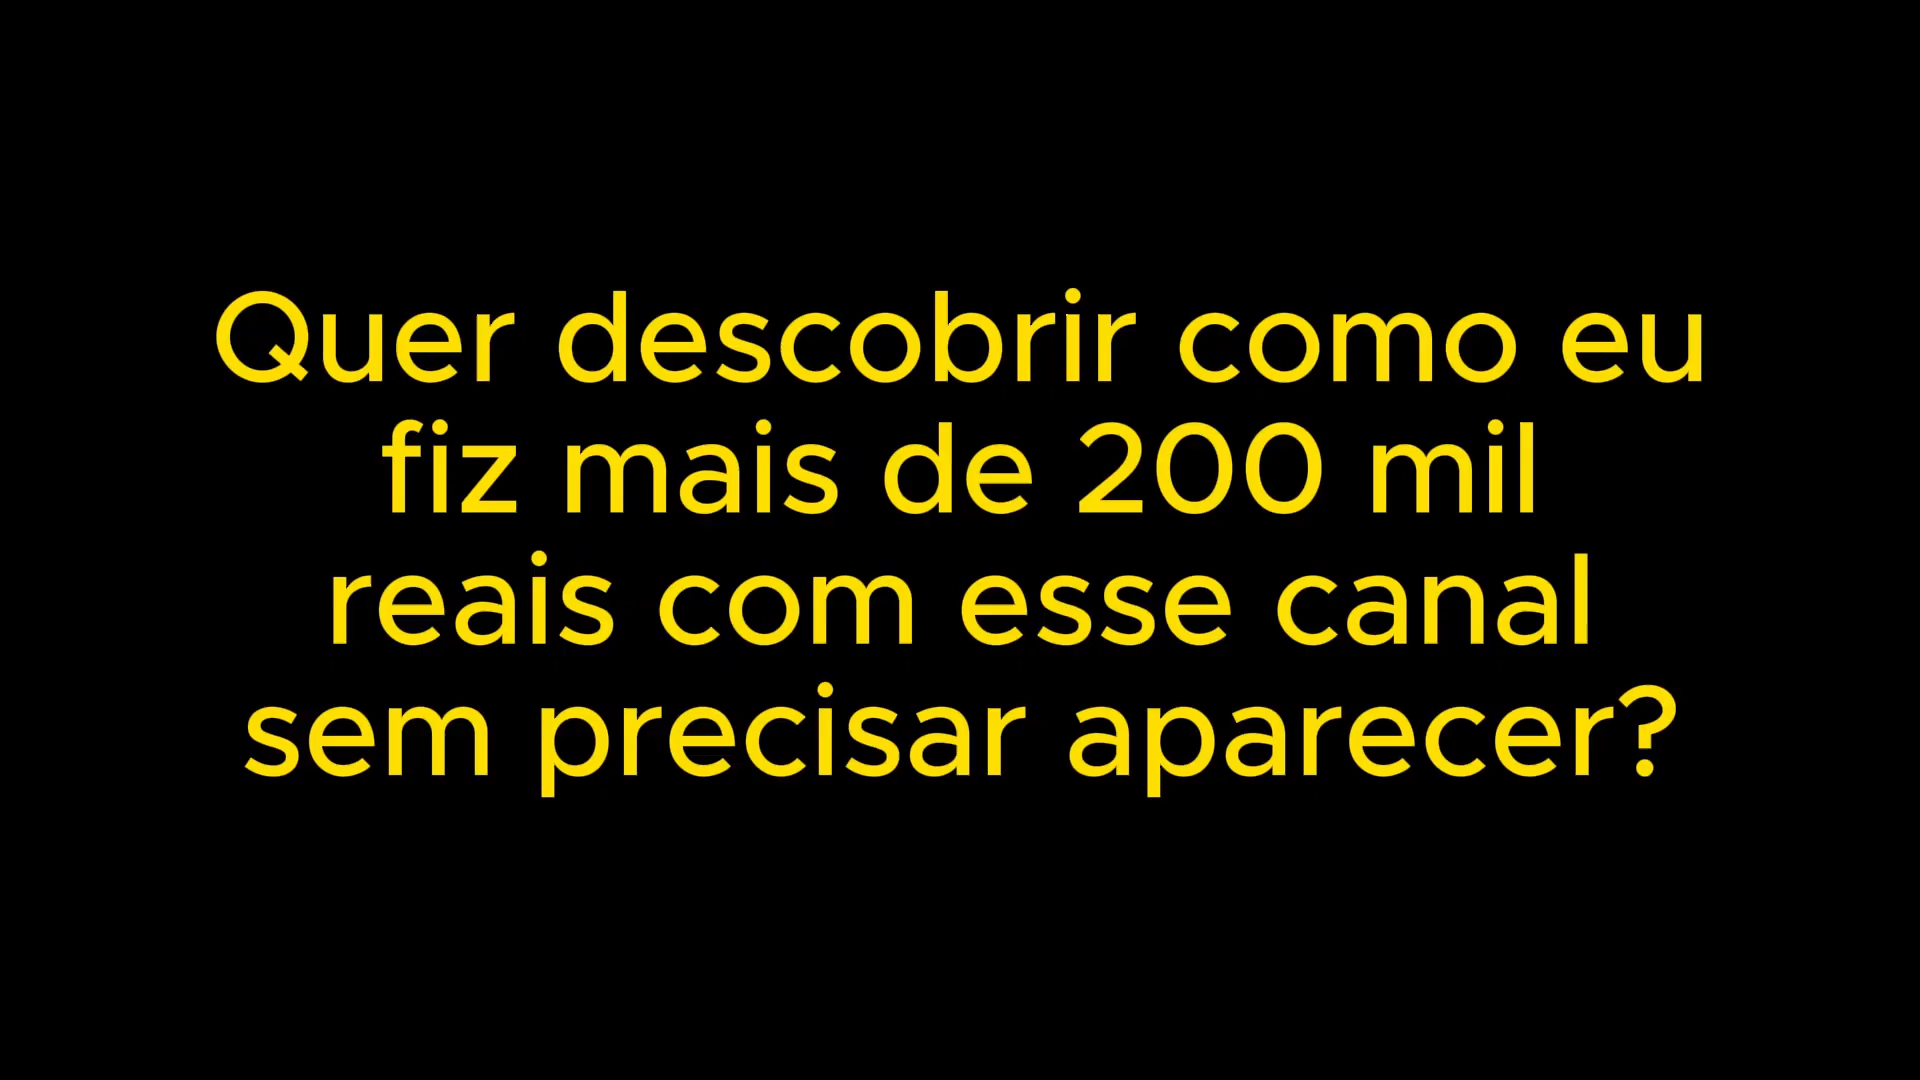 Quer descobrir como eu
fiz mais de 200 mil
reais com esse canal
sem precisar aparecer?